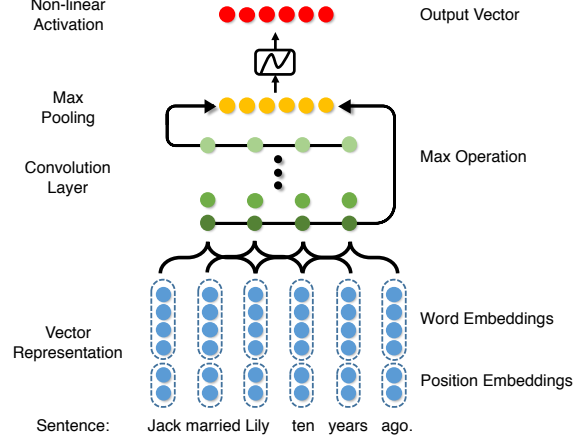 Non-linear
Activation
Output Vector
Max
Pooling
Convolution
Layer
Max Operation
Vector
Representation
Word Embeddings
Position Embeddings
Sentence: Jack married Lily ten years ago.